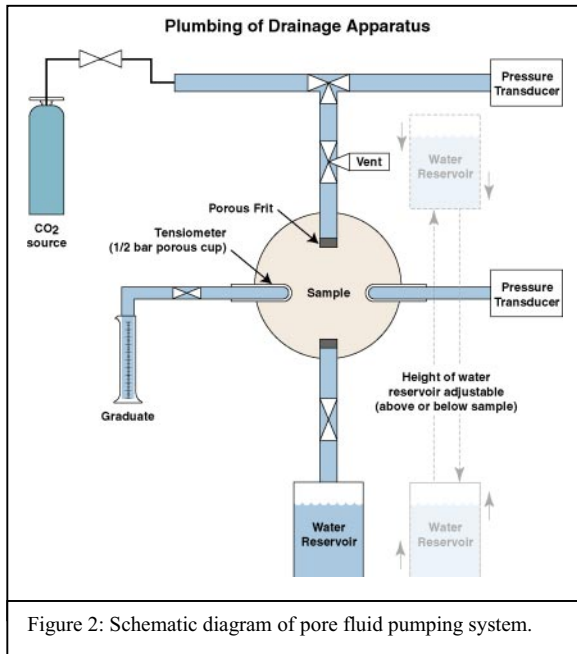 Plumbing of Drainage Apparatus
Pressure
Transducer
Water
Reservoir
Vent
CO2
source
Porous Frit
Tensiometer
(1/2 bar porous cup)
Sample
Pressure
Transducer
Graduate
Height of water
reservoir adjustable
(above or below sample)
Water
Reservoir
Water
Reservoir
Figure 2: Schematic diagram of pore fluid pumping system.